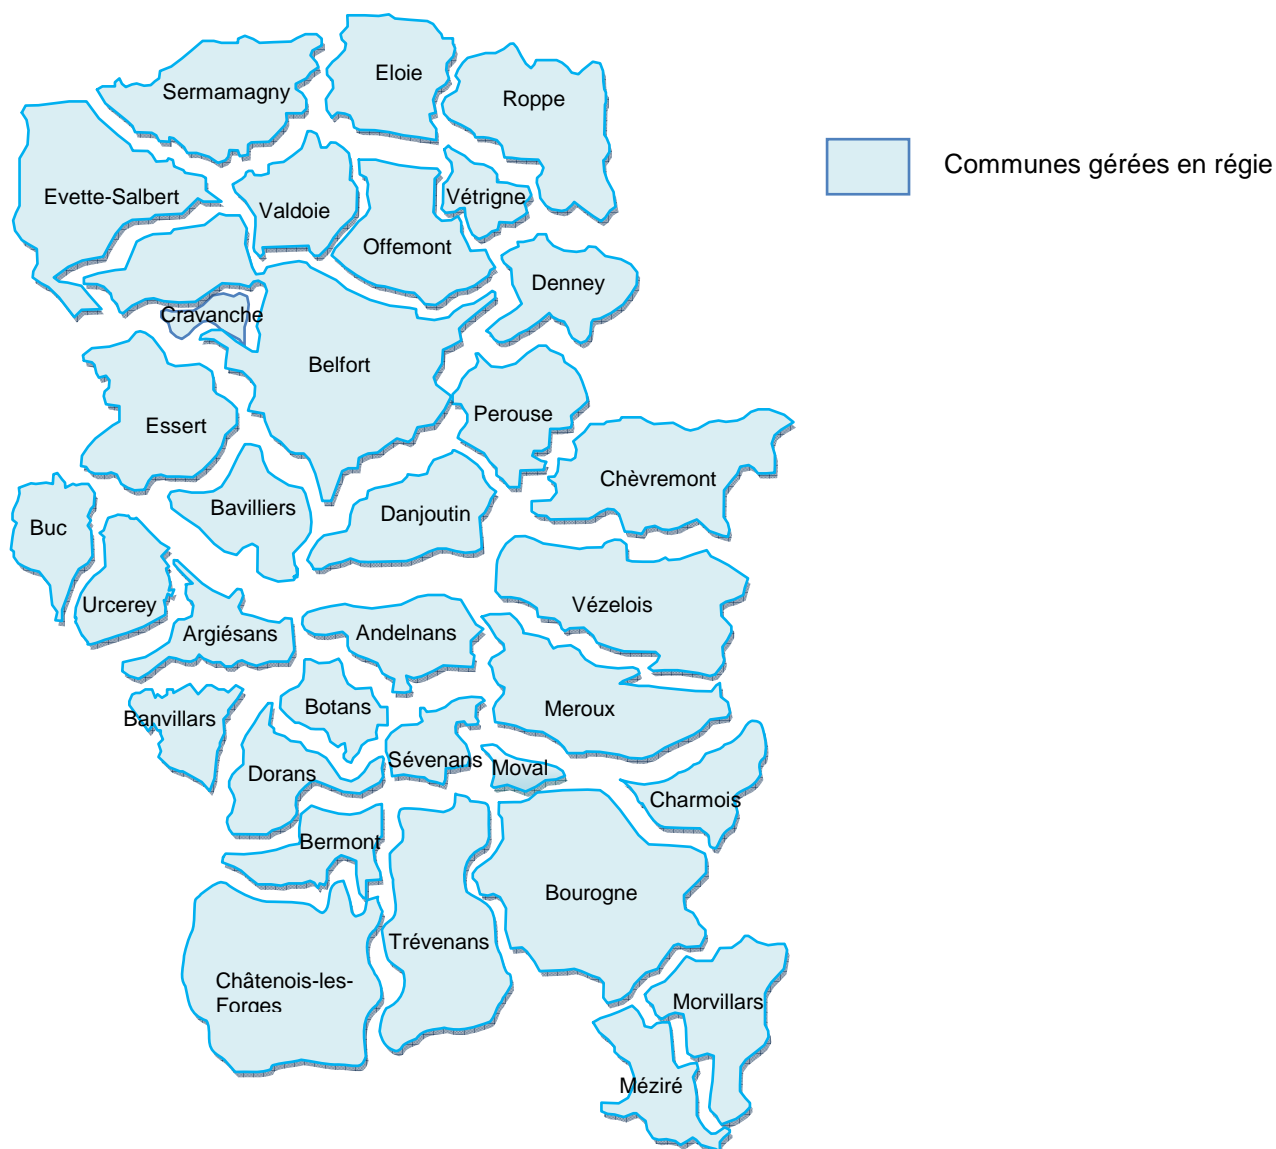 Eloie
Sermamagny
Roppe
Communes gérées en régie
Evette-Salbert
Vétrigne
Valdoie
Offemont
Denney
Cravanche
Belfort
Perouse
Essert
Chèvremont
Bavilliers
Danjoutin
Buc
Urcerey
Vézelois
Argiésans
Andelnans
Botans
Meroux
Banvillars
Sévenans
Moval
Dorans
Charmois
Bermont
Bourogne
Trévenans
Châtenois-les-
Forges
Morvillars
Méziré